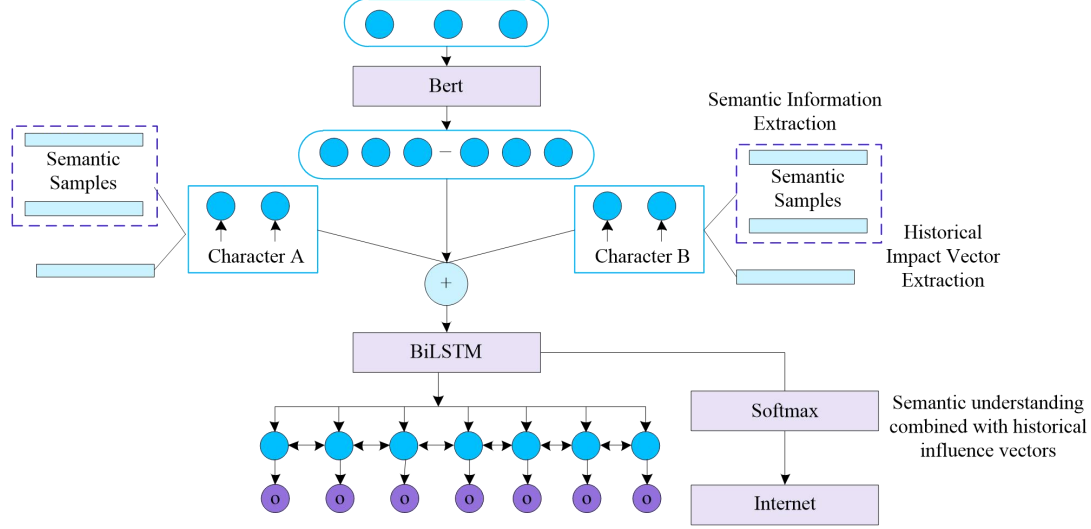 Bert
Semantic Information
Extraction
Semantic
Samples
Semantic
Samples
Character A
Character B
Historical
Impact Vector
Extraction
+
BiLSTM
Softmax
Semantic understanding
combined with historical
influence vectors
o o o o o o o
Internet